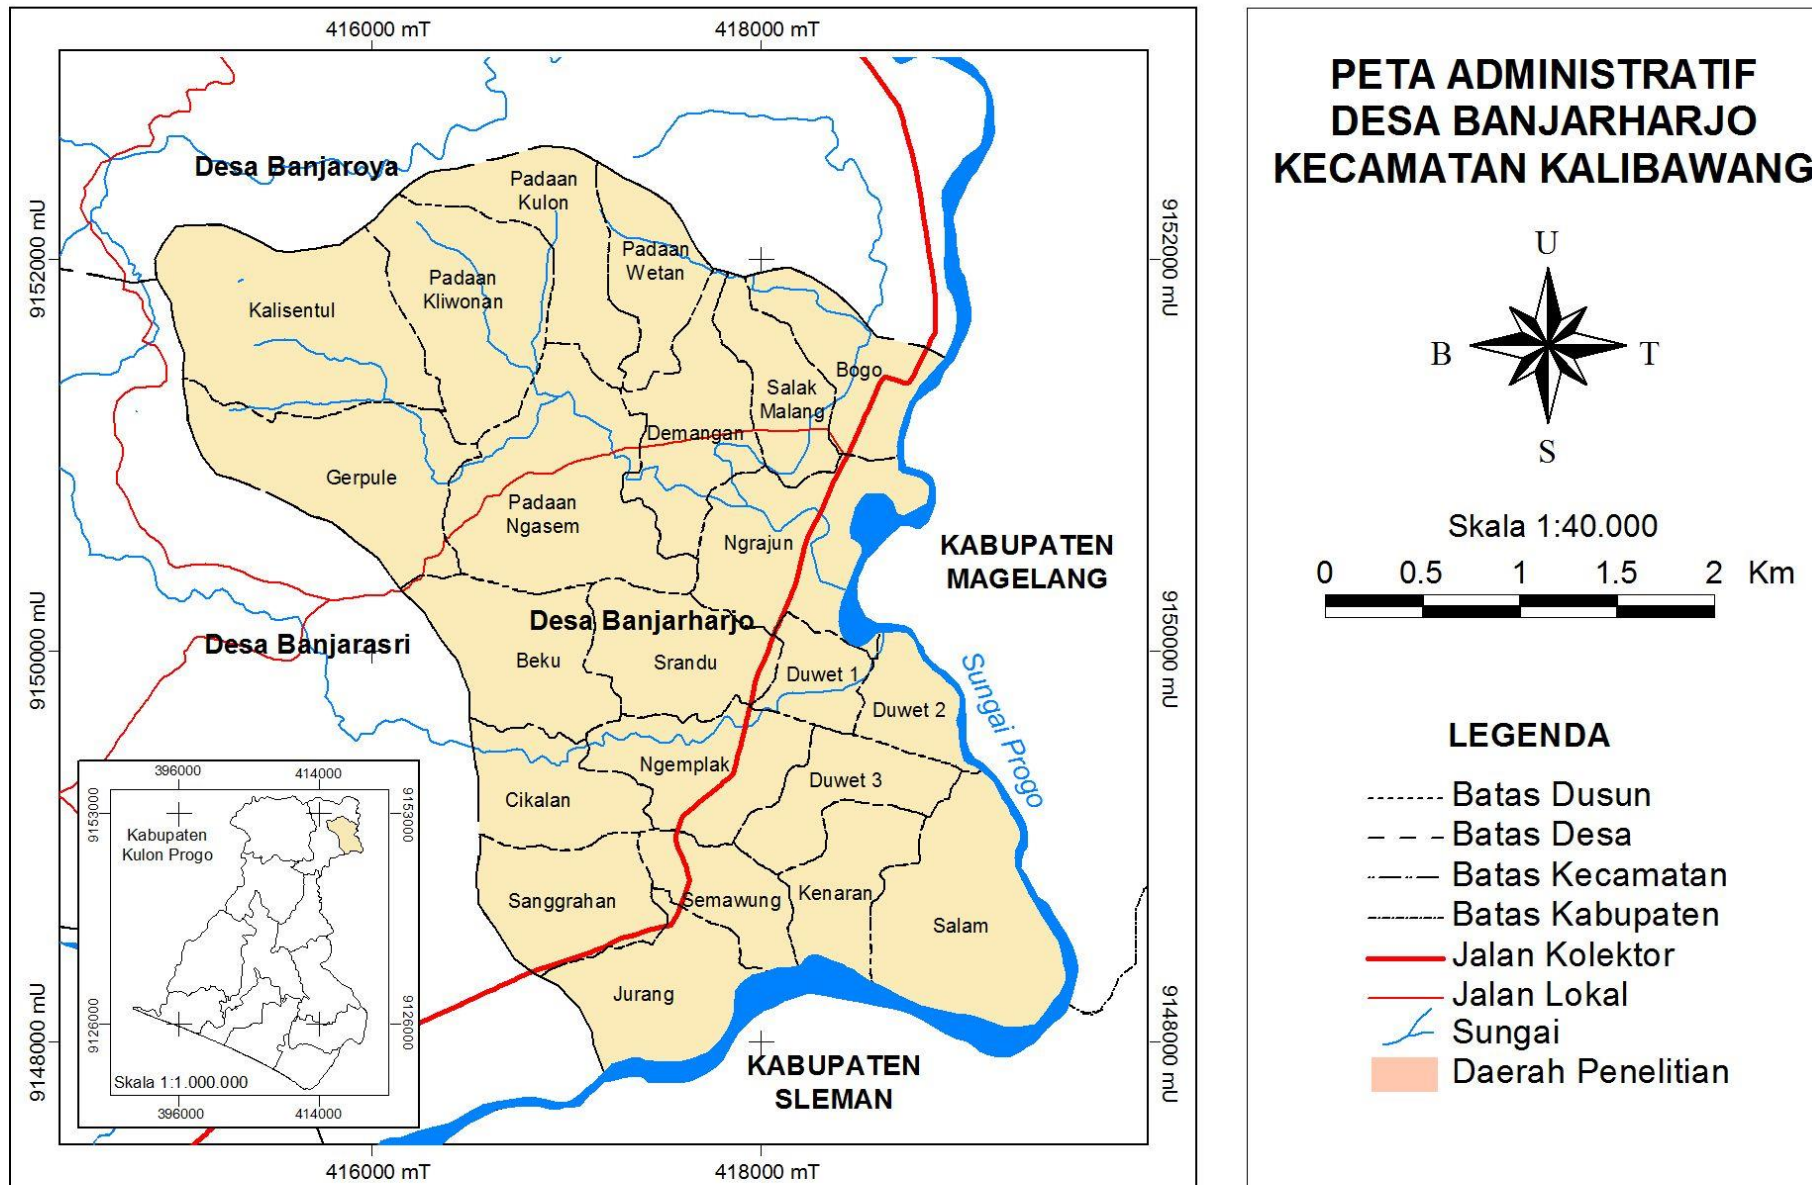 416000 mT
418000 mT
9152000 mU
9150000 mU
9148000 mU
9152000 mU
9150000 mU
9148000 mU
416000 mT
418000 mT
Desa Banjaroya
Padaan
Kulon
Padaan
Wetan
Padaan
Kliwonan
Kalisentul
Bogo
Salak
Malang
Demangan
Gerpule
Padaan
Ngasem
Ngrajun
KABUPATEN
MAGELANG
Desa Banjarharjo
Desa Banjarasri
Beku
Srandu
Duwet 1
Duwet 2
Sungai Progo
Ngemplak
Duwet 3
Cikalan
Sanggrahan
Semawung
Kenaran
Salam
Jurang
KABUPATEN
SLEMAN
396000
414000
9153000
9153000
Kabupaten
Kulon Progo
9126000
9126000
Skala 1:1.000.000
396000
414000
PETA ADMINISTRATIF
DESA BANJARHARJO
KECAMATAN KALIBAWANG
U
B
T
S
Skala 1:40.000
0 0.5 1 1.5 2 Km
LEGENDA
Batas Dusun
Batas Desa
Batas Kecamatan
Batas Kabupaten
Jalan Kolektor
Jalan Lokal
Sungai
Daerah Penelitian